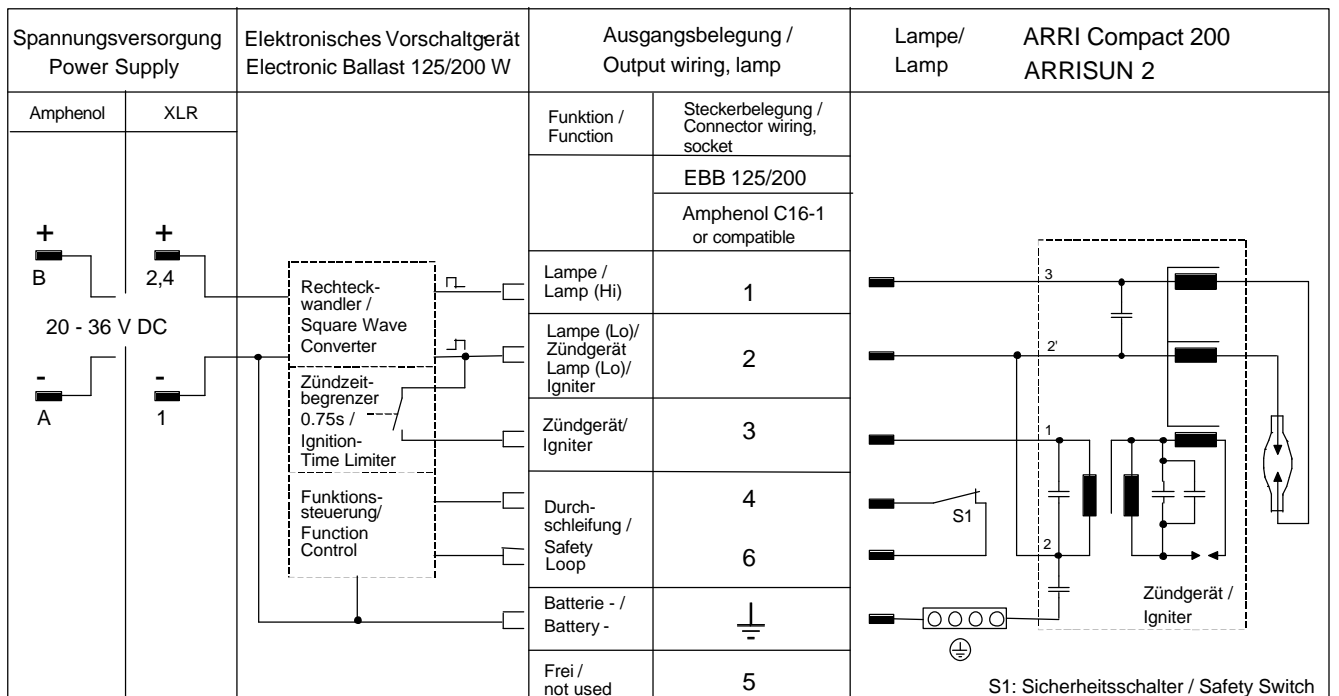 Spannungsversorgung
Power Supply
Elektronisches Vorschaltgerät
Electronic Ballast 125/200 W
Ausgangsbelegung /
Output wiring, lamp
Lampe/
Lamp
ARRI Compact 200
ARRISUN 2
Amphenol
XLR
Funktion /
Function
Steckerbelegung /
Connector wiring,
socket
EBB 125/200
Amphenol C16-1
or compatible
+
B
+
2,4
20 - 36 V DC
-
A
-
1
Rechteck-
wandler /
Square Wave
Converter
Zündzeit-
begrenzer
0.75s /
Ignition-
Time Limiter
Funktions-
steuerung/
Function
Control
Lampe /
Lamp (Hi)
1
Lampe (Lo)/
Zündgerät
Lamp (Lo)/
Igniter
2
Zündgerät/
Igniter
3
Durch-
schleifung /
Safety
Loop
4
6
Batterie - /
Battery -
Frei /
not used
5
3
2'
1
2
S1
Zündgerät /
Igniter
S1: Sicherheitsschalter / Safety Switch